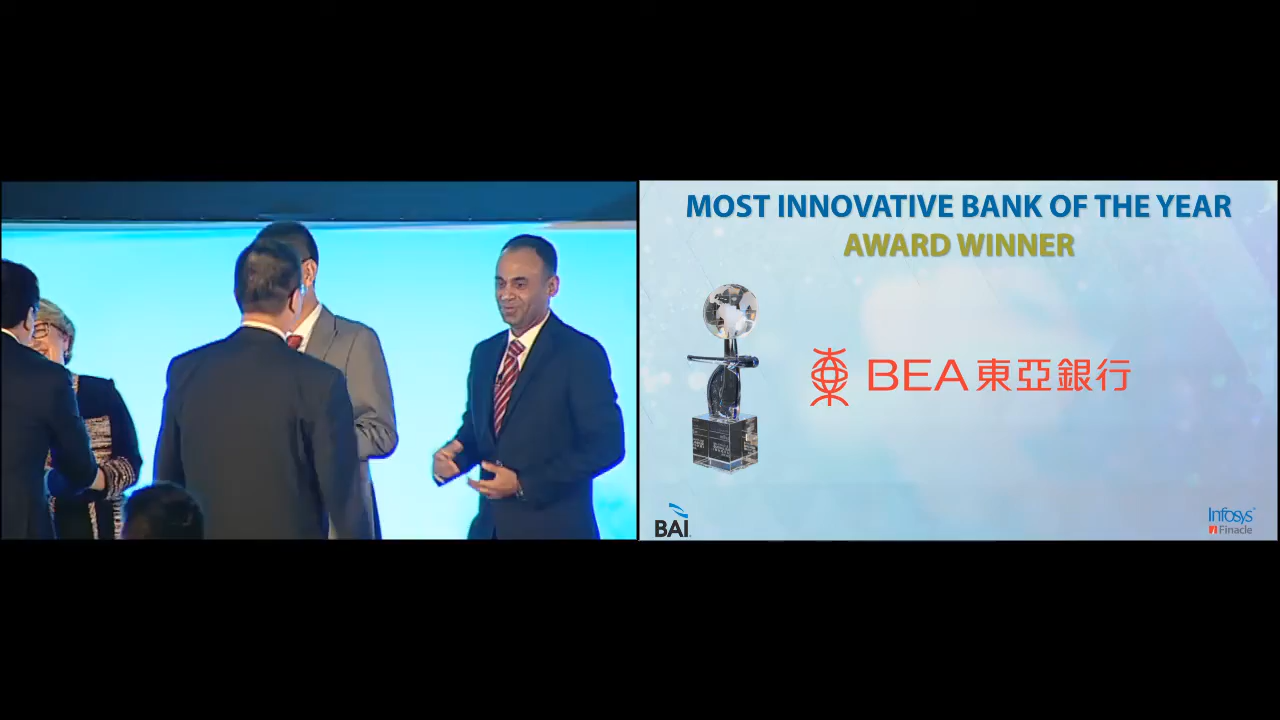 MOST INNOVATIVE BANK OF THE YEAR
AWARD WINNER
BEA東亞銀行
BAI
Infosys
Finacle